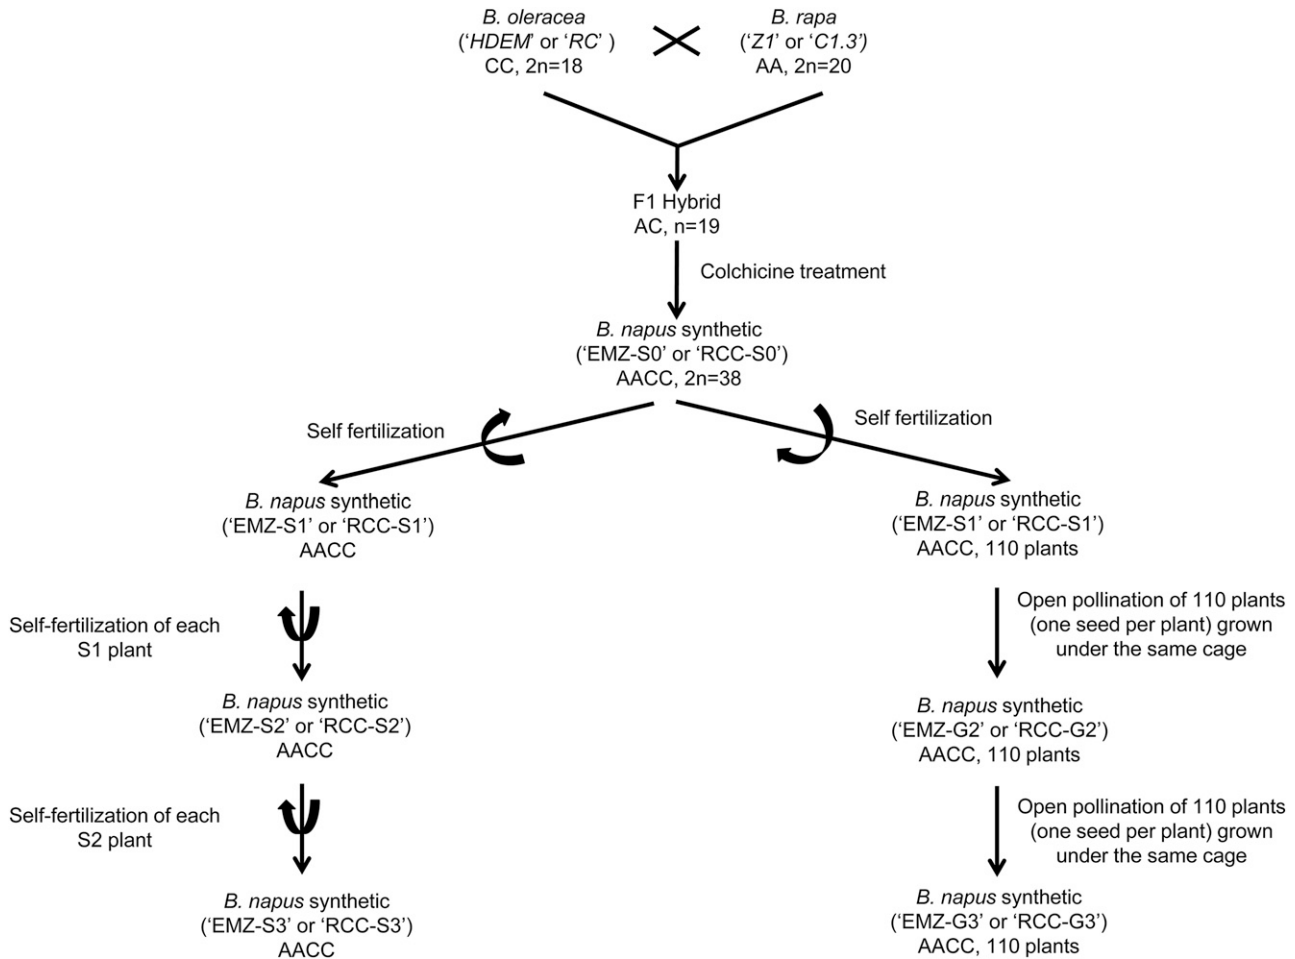 B. oleracea
(‘HDEM’ or ‘RC’ )
CC, 2n=18
B. rapa
(‘Z1’ or ‘C1.3’)
AA, 2n=20
F1 Hybrid
AC, n=19
Colchicine treatment
B. napus synthetic
(‘EMZ-S0’ or ‘RCC-S0’)
AACC, 2n=38
Self fertilization
Self fertilization
B. napus synthetic
(‘EMZ-S1’ or ‘RCC-S1’)
AACC
B. napus synthetic
(‘EMZ-S1’ or ‘RCC-S1’)
AACC, 110 plants
Self-fertilization of each
S1 plant
Open pollination of 110 plants
(one seed per plant) grown
under the same cage
B. napus synthetic
(‘EMZ-S2’ or ‘RCC-S2’)
AACC
B. napus synthetic
(‘EMZ-G2’ or ‘RCC-G2’)
AACC, 110 plants
Self-fertilization of each
S2 plant
Open pollination of 110 plants
(one seed per plant) grown
under the same cage
B. napus synthetic
(‘EMZ-S3’ or ‘RCC-S3’)
AACC
B. napus synthetic
(‘EMZ-G3’ or ‘RCC-G3’)
AACC, 110 plants